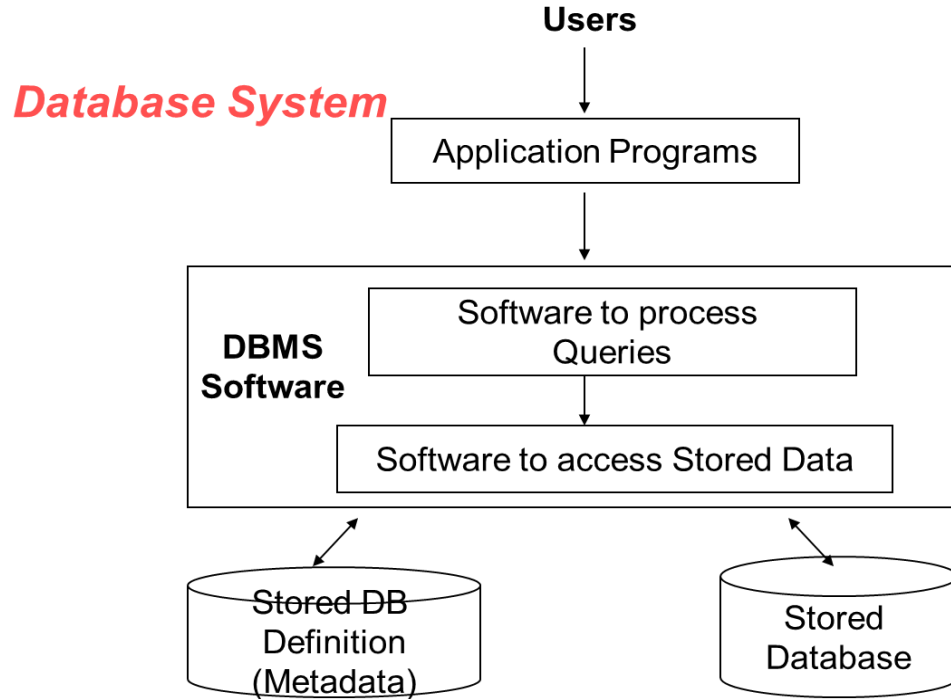 Users
Database System
Application Programs
Software to process
Queries
DBMS
Software
Software to access Stored Data
Stored DB
Definition
(Metadata)
Stored
Database